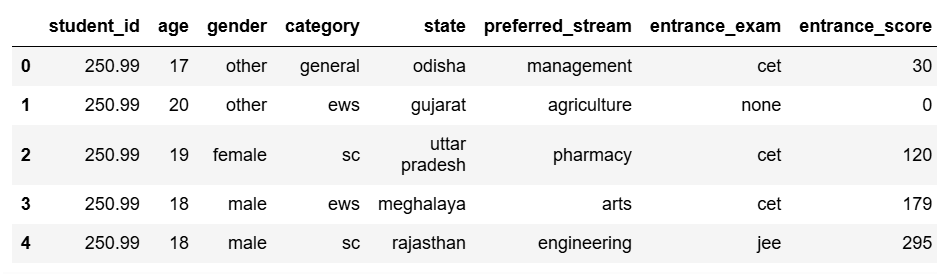 student_id age gender category state preferred_stream entrance_exam entrance_score
0 250.99 17 other general odisha management cet 30
1 250.99 20 other ews gujarat agriculture none 0
2 250.99 19 female sc uttar pradesh pharmacy cet 120
3 250.99 18 male ews meghalaya arts cet 179
4 250.99 18 male sc rajasthan engineering jee 295